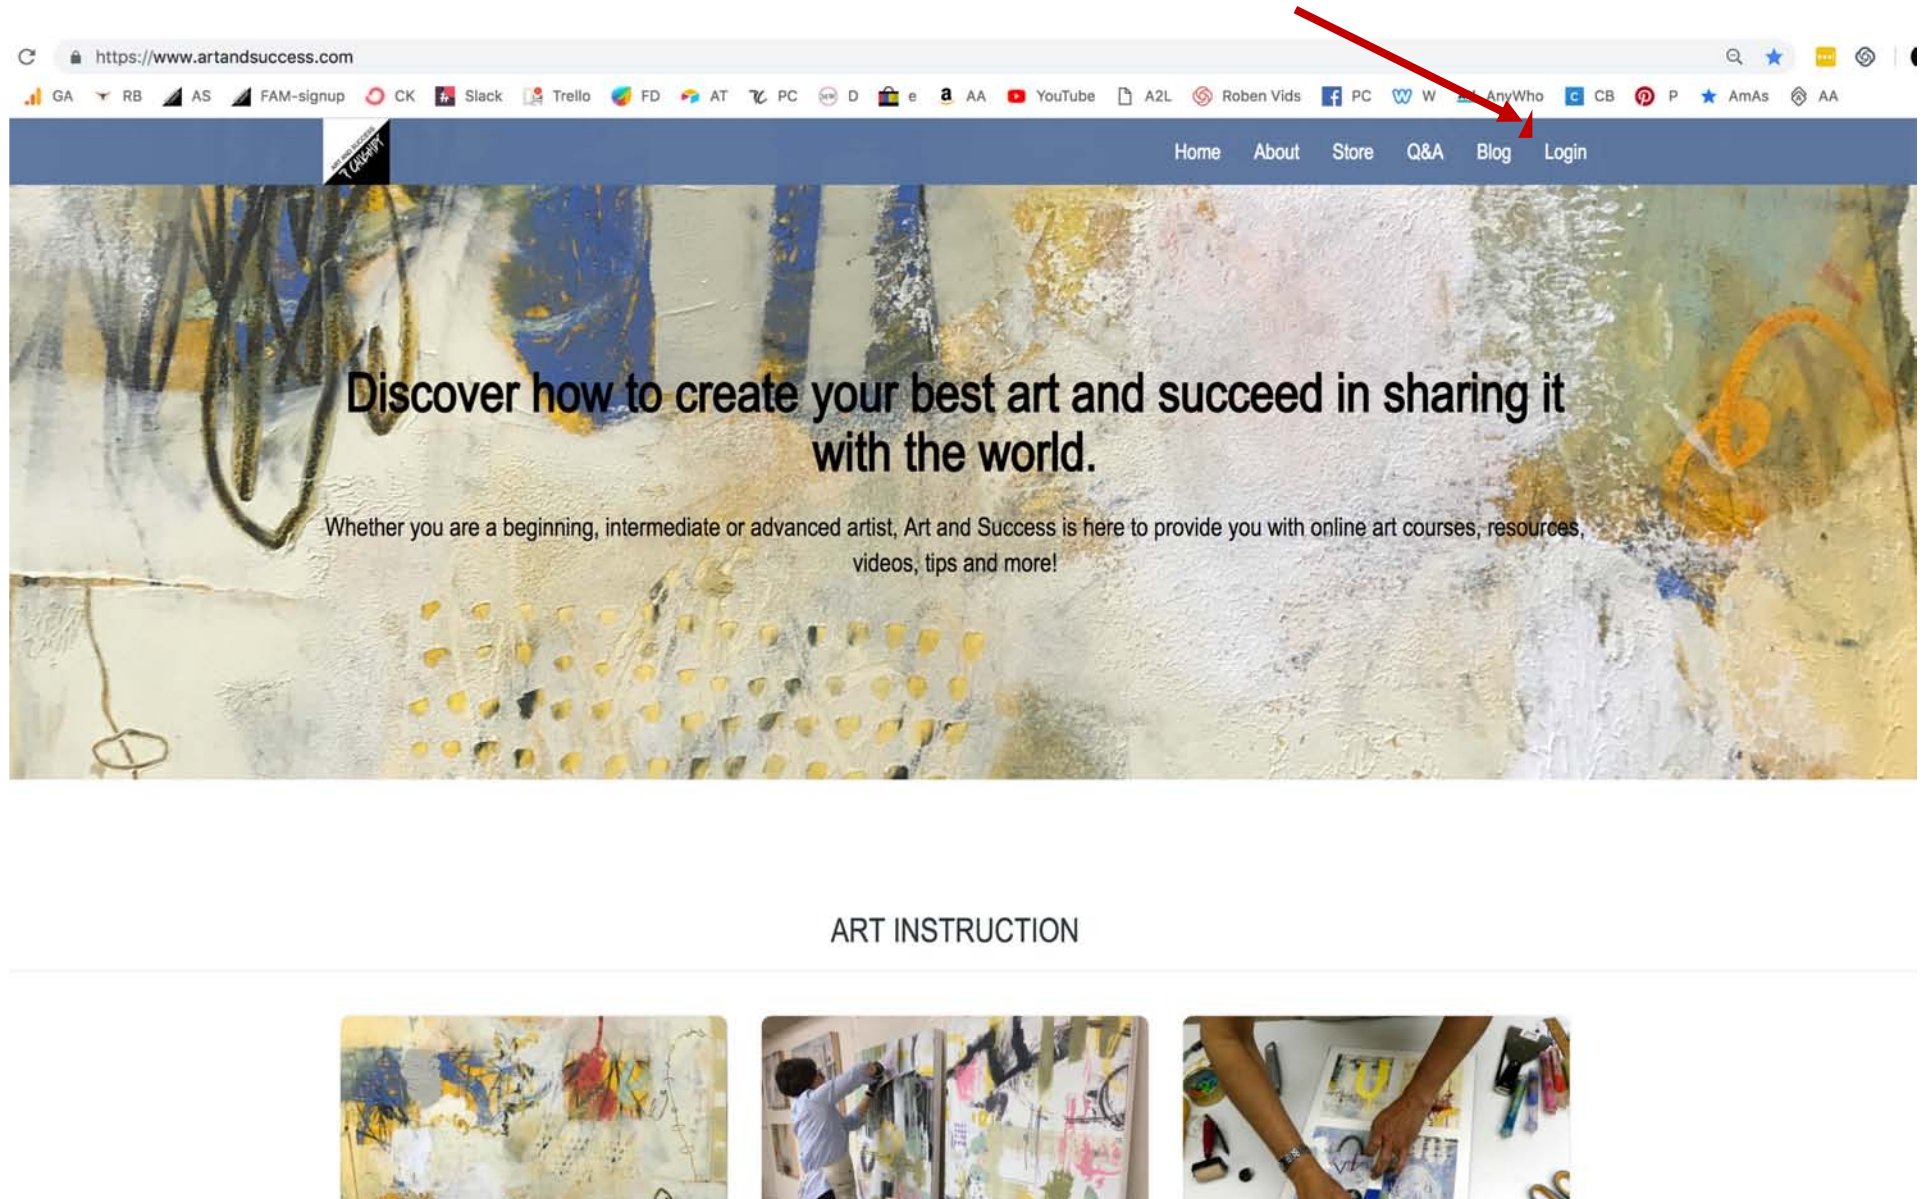 https://www.artandsuccess.com
GA RB AS FAM-signup CK Slack Trello FD AT PC D e AA YouTube A2L Roben Vids PC W AnyWho CB P AmAs AA
ART AND SUCCESS
Home About Store Q&A Blog Login
Discover how to create your best art and succeed in sharing it
with the world.
Whether you are a beginning, intermediate or advanced artist, Art and Success is here to provide you with online art courses, resources,
videos, tips and more!
ART INSTRUCTION